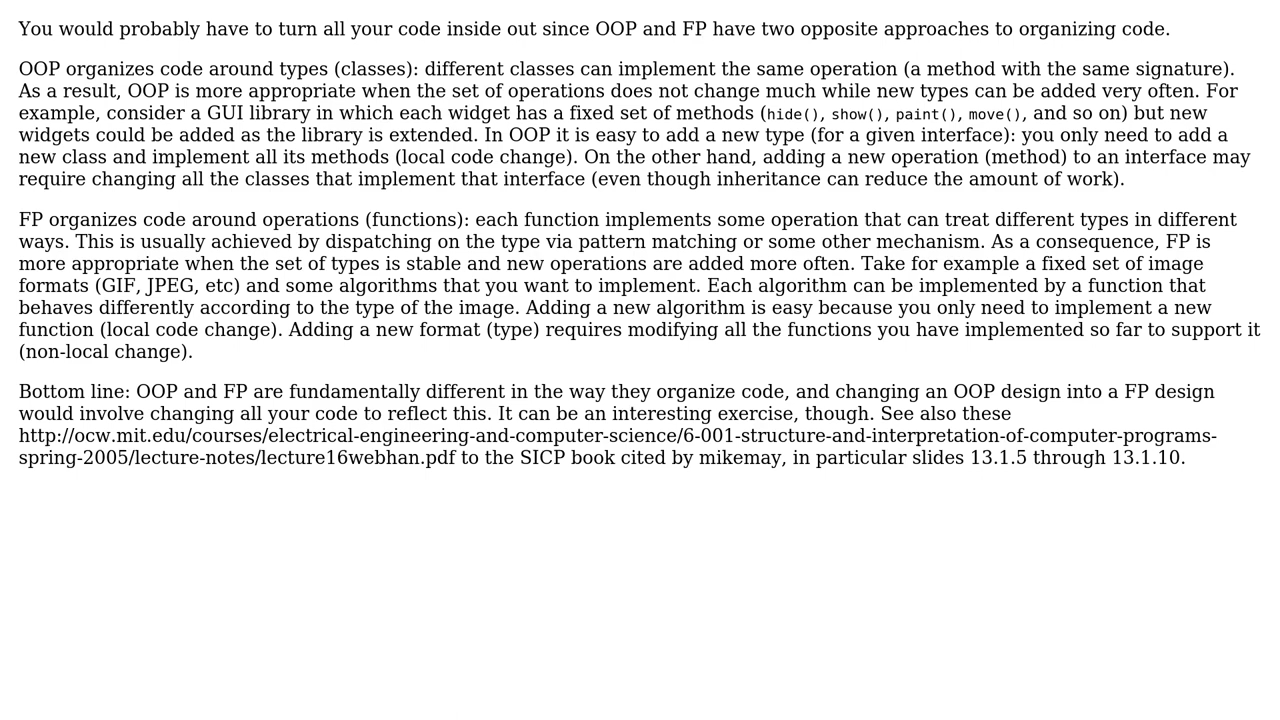 You would probably have to turn all your code inside out since OOP and FP have two opposite approaches to organizing code.
OOP organizes code around types (classes): different classes can implement the same operation (a method with the same signature).
As a result, OOP is more appropriate when the set of operations does not change much while new types can be added very often. For
example, consider a GUI library in which each widget has a fixed set of methods (hide(), show(), paint(), move(), and so on) but new
widgets could be added as the library is extended. In OOP it is easy to add a new type (for a given interface): you only need to add a
new class and implement all its methods (local code change). On the other hand, adding a new operation (method) to an interface may
require changing all the classes that implement that interface (even though inheritance can reduce the amount of work).
FP organizes code around operations (functions): each function implements some operation that can treat different types in different
ways. This is usually achieved by dispatching on the type via pattern matching or some other mechanism. As a consequence, FP is
more appropriate when the set of types is stable and new operations are added more often. Take for example a fixed set of image
formats (GIF, JPEG, etc) and some algorithms that you want to implement. Each algorithm can be implemented by a function that
behaves differently according to the type of the image. Adding a new algorithm is easy because you only need to implement a new
function (local code change). Adding a new format (type) requires modifying all the functions you have implemented so far to support it
(non-local change).
Bottom line: OOP and FP are fundamentally different in the way they organize code, and changing an OOP design into a FP design
would involve changing all your code to reflect this. It can be an interesting exercise, though. See also these
http://ocw.mit.edu/courses/electrical-engineering-and-computer-science/6-001-structure-and-interpretation-of-computer-programs-
spring-2005/lecture-notes/lecture16webhan.pdf to the SICP book cited by mikemay, in particular slides 13.1.5 through 13.1.10.